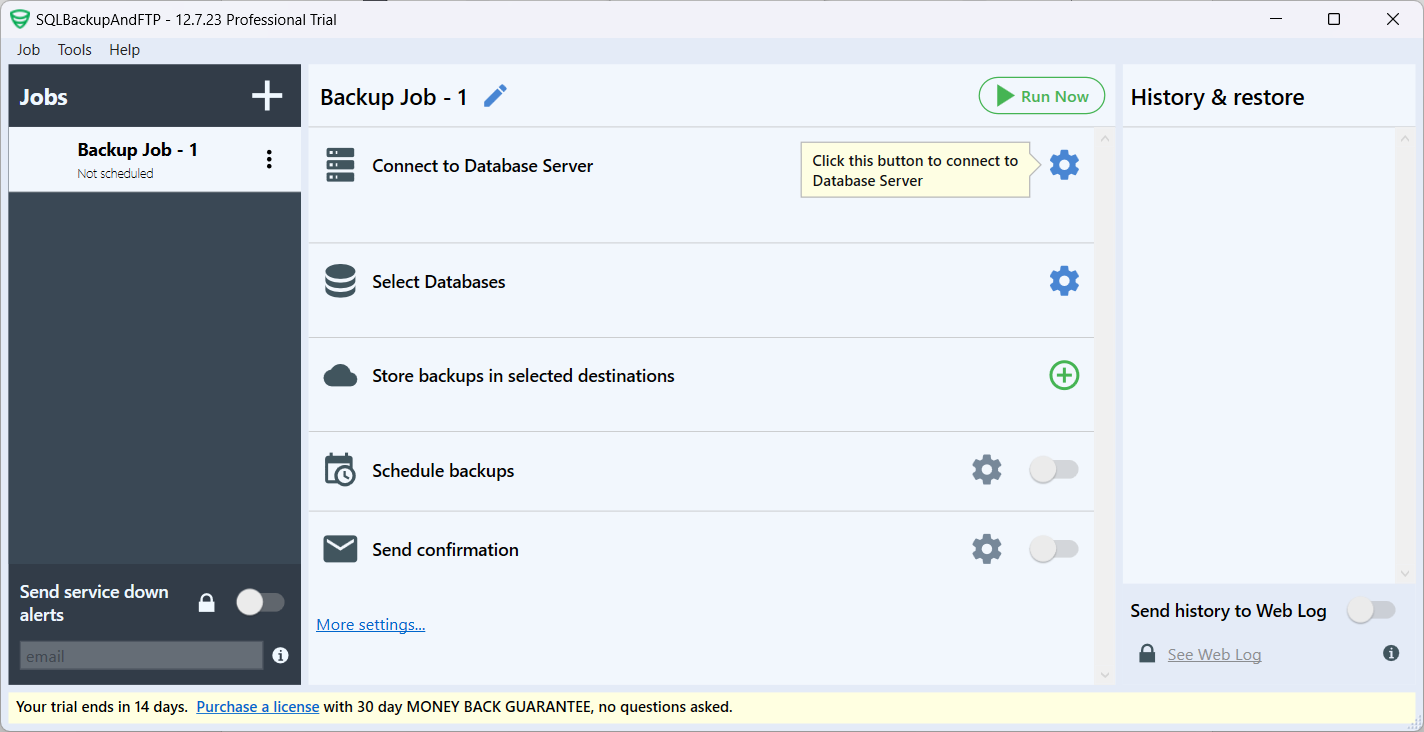 SQLBackupAndFTP - 12.7.23 Professional Trial
Job Tools Help
Jobs
Backup Job - 1
Not scheduled
Send service down
alerts
email
Backup Job - 1
Run Now
Connect to Database Server
Click this button to connect to
Database Server
Select Databases
Store backups in selected destinations
Schedule backups
Send confirmation
More settings...
History & restore
Send history to Web Log
See Web Log
Your trial ends in 14 days. Purchase a license with 30 day MONEY BACK GUARANTEE, no questions asked.